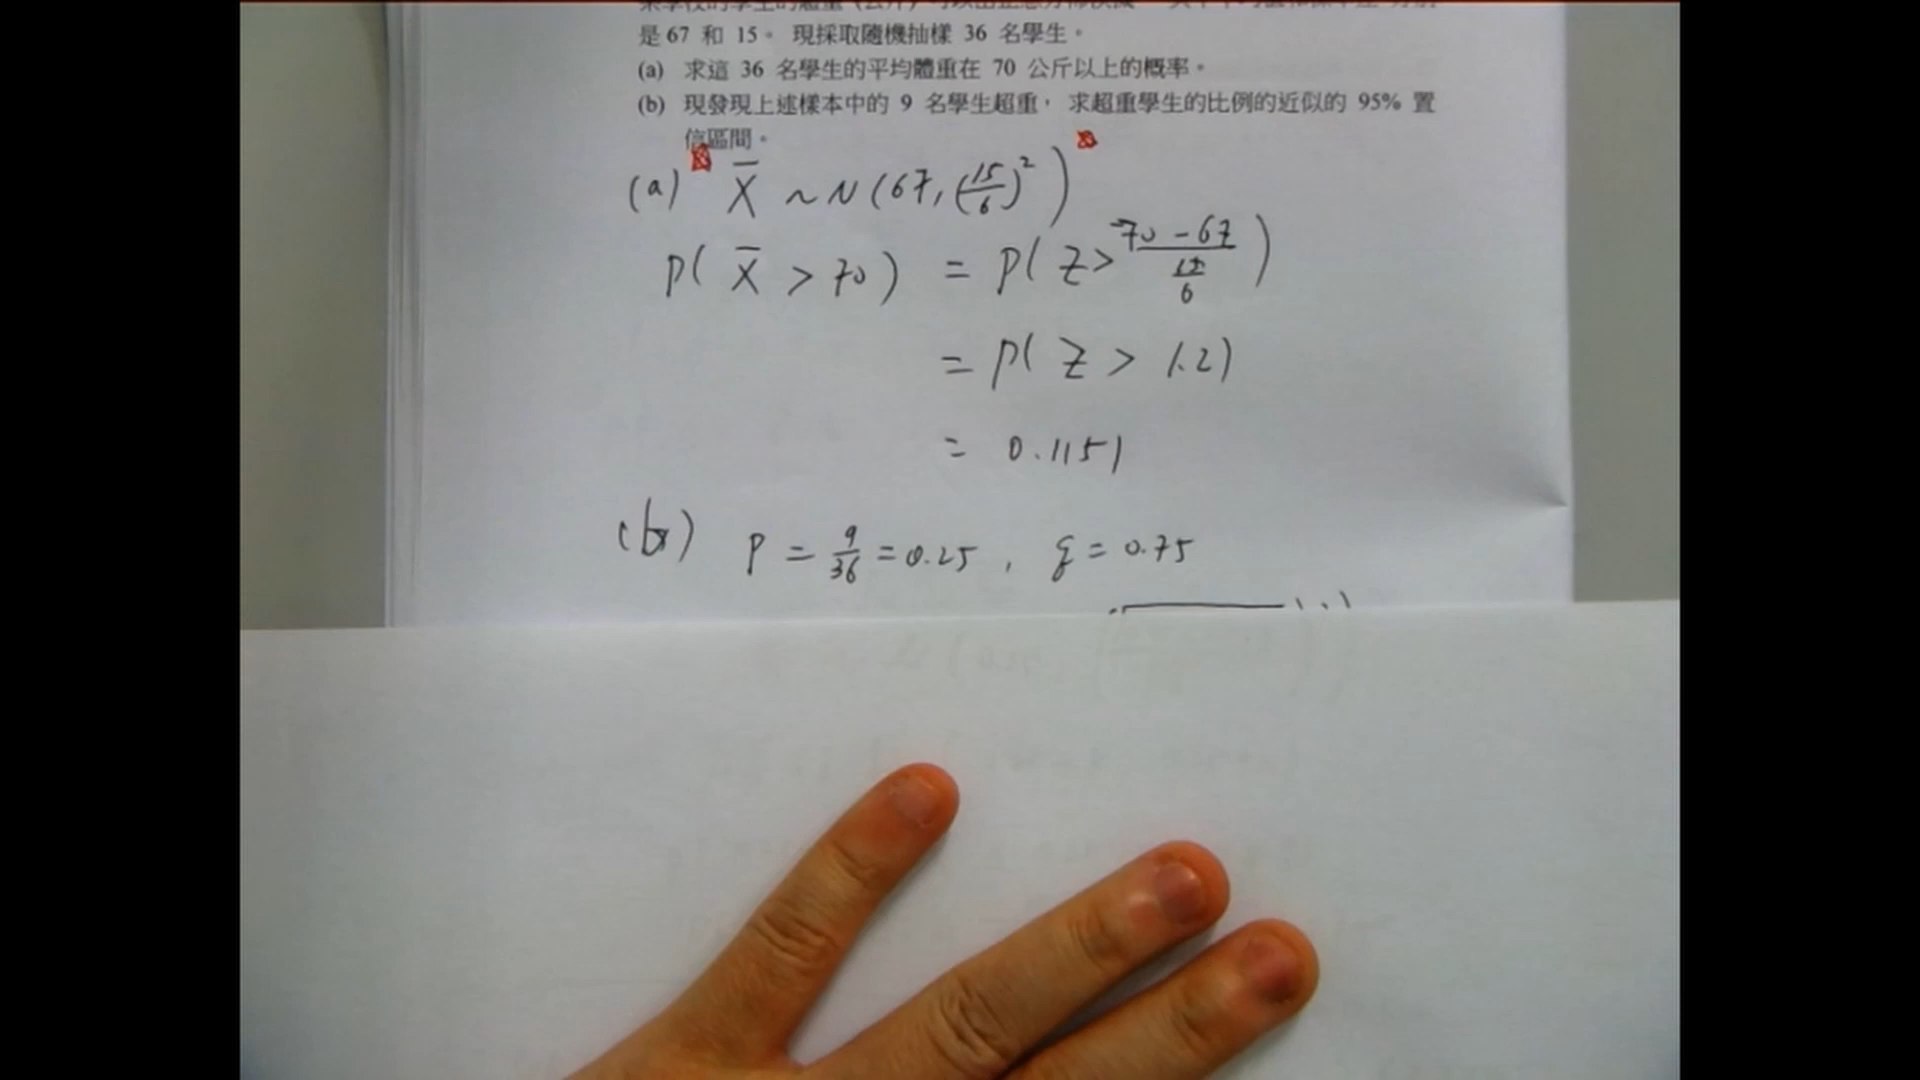 是 67 和 15。 現採取隨機抽樣 36 名學生。
(a) 求這 36 名學生的平均體重在 70 公斤以上的概率。
(b) 現發現上述樣本中的 9 名學生超重, 求超重學生的比例的近似的 95% 置
信區間。
(a) X̄ ~ N(67, (15/6)²)
P( X̄ > 70 ) = P( Z > (70 - 67)/(15/6) )
= P( Z > 1.2)
= 0.1151
(b) P = 9/36 = 0.25 , q = 0.75